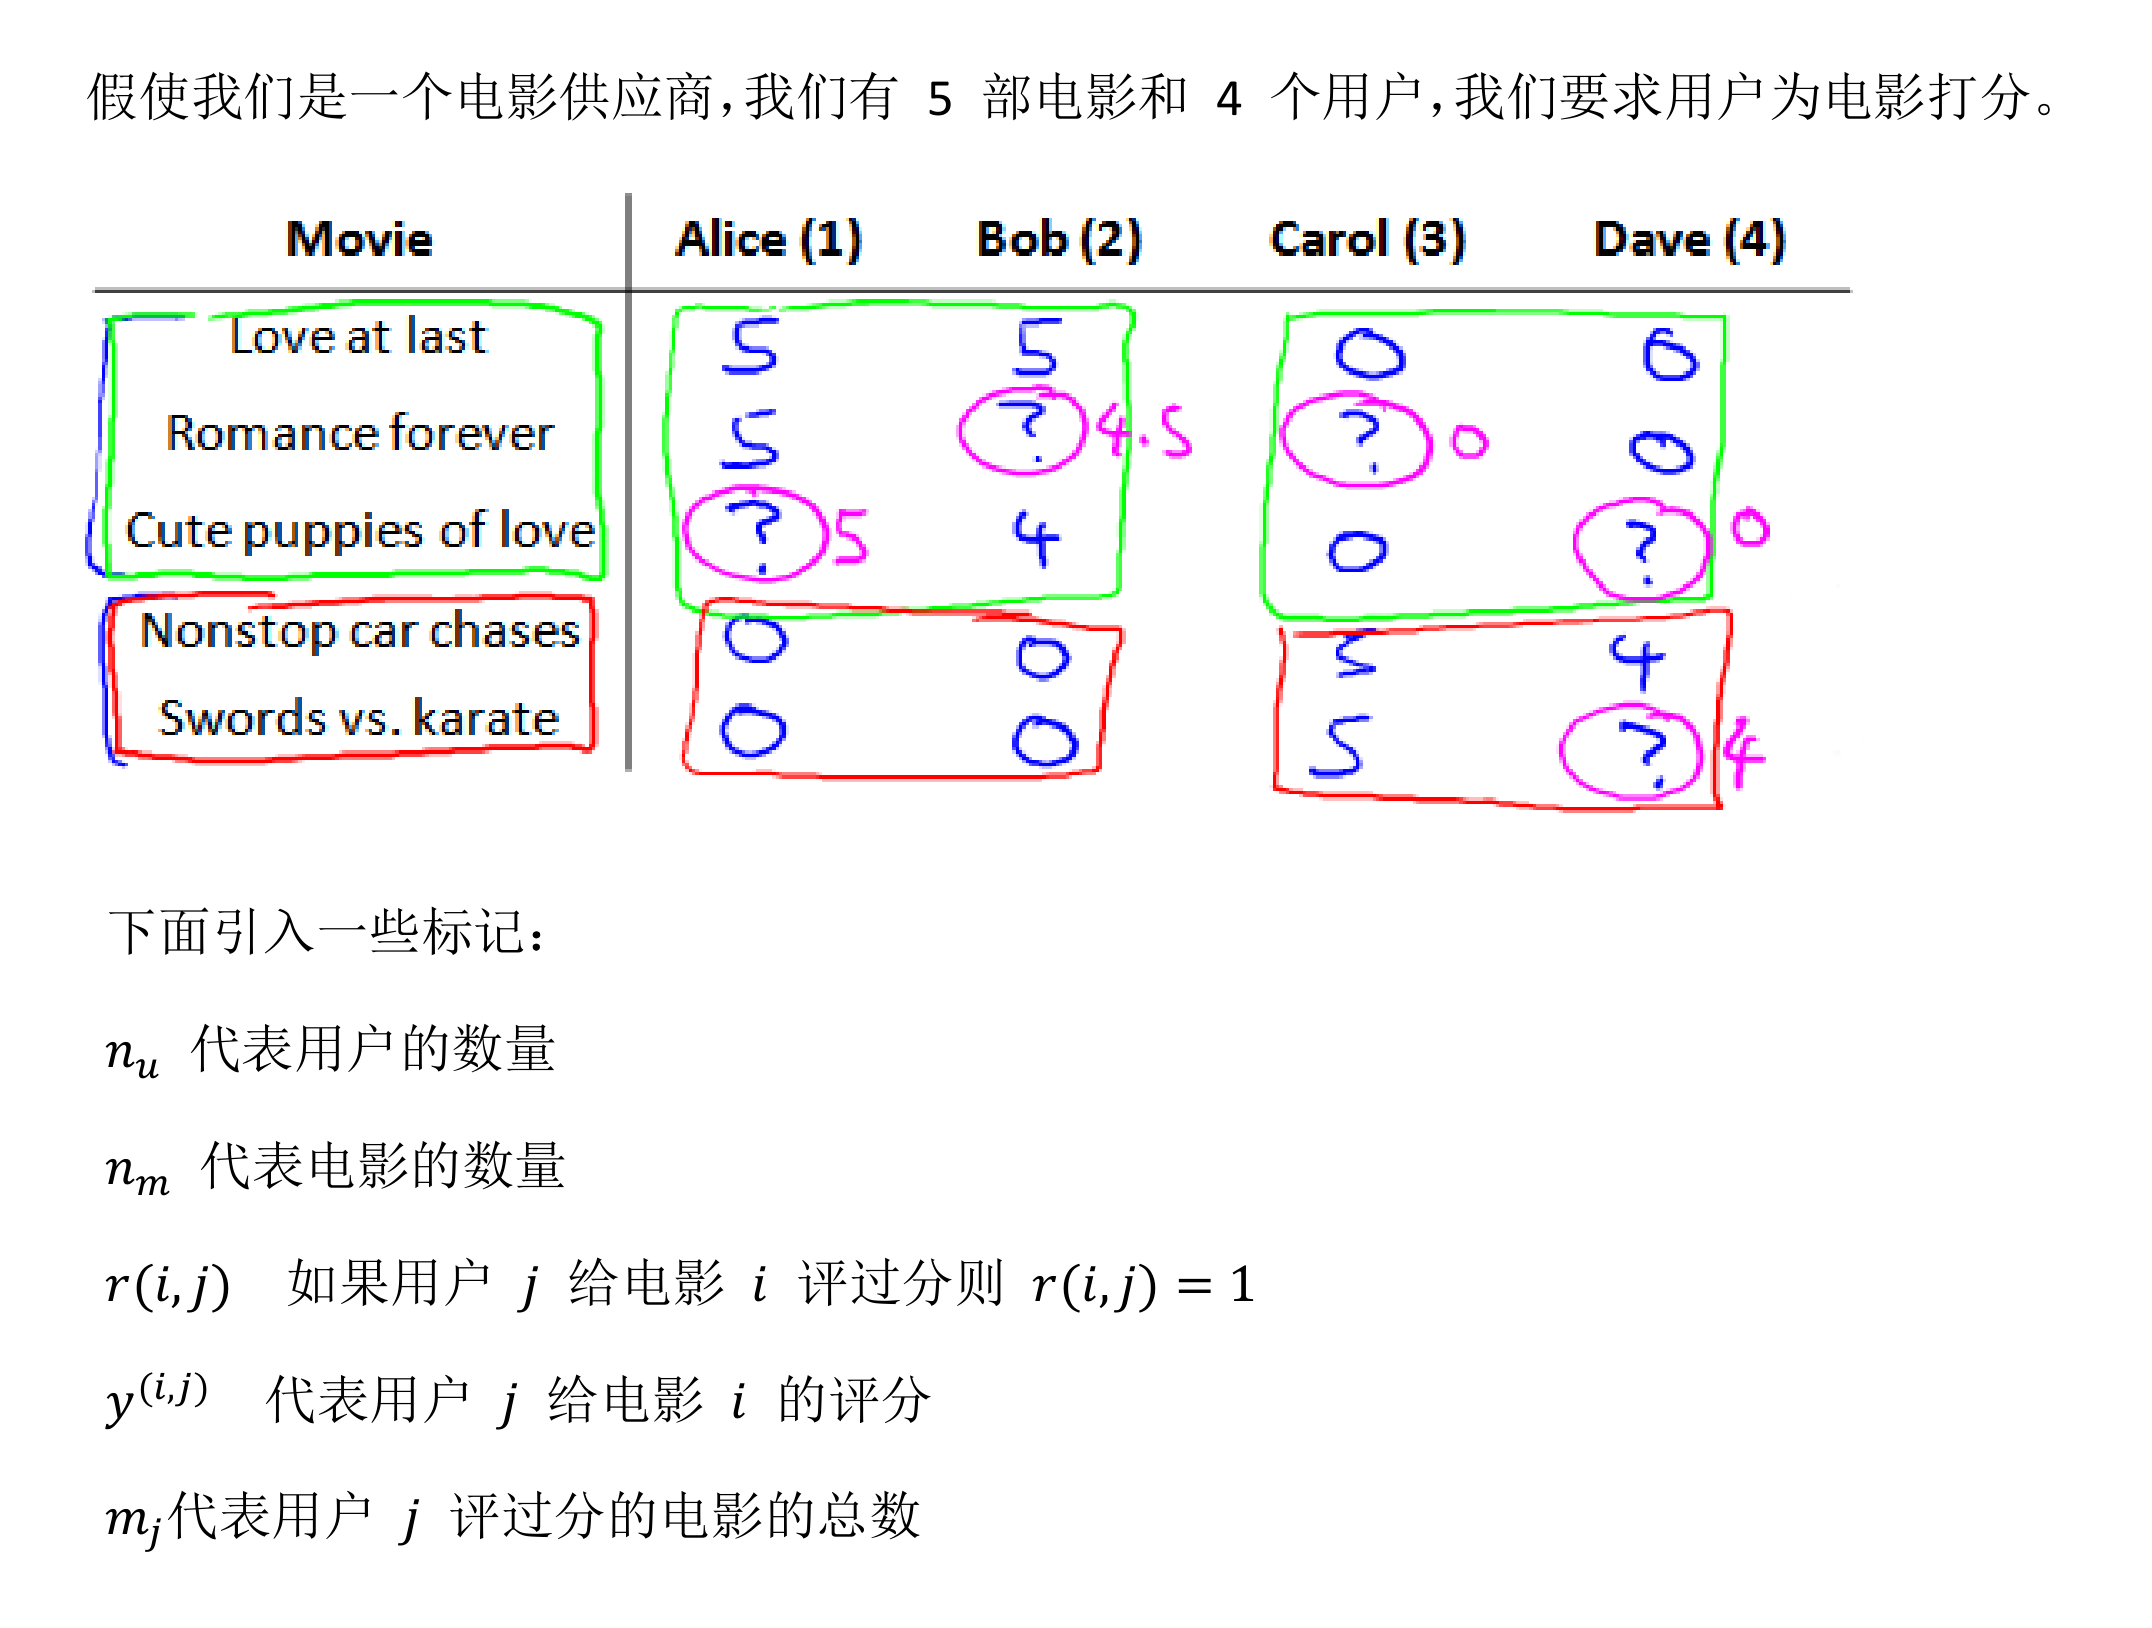 假使我们是一个电影供应商，我们有 5 部电影和 4 个用户，我们要求用户为电影打分。
Movie Alice (1) Bob (2) Carol (3) Dave (4)
Love at last 5 5 0 0
Romance forever 5 ? 4.5 ? 0 0
Cute puppies of love ? 5 4 0 ? 0
Nonstop car chases 0 0 5 4
Swords vs. karate 0 0 5 ? 4
下面引入一些标记：
n_u 代表用户的数量
n_m 代表电影的数量
r(i,j) 如果用户 j 给电影 i 评过分则 r(i,j) = 1
y^(i,j) 代表用户 j 给电影 i 的评分
m_j代表用户 j 评过分的电影的总数